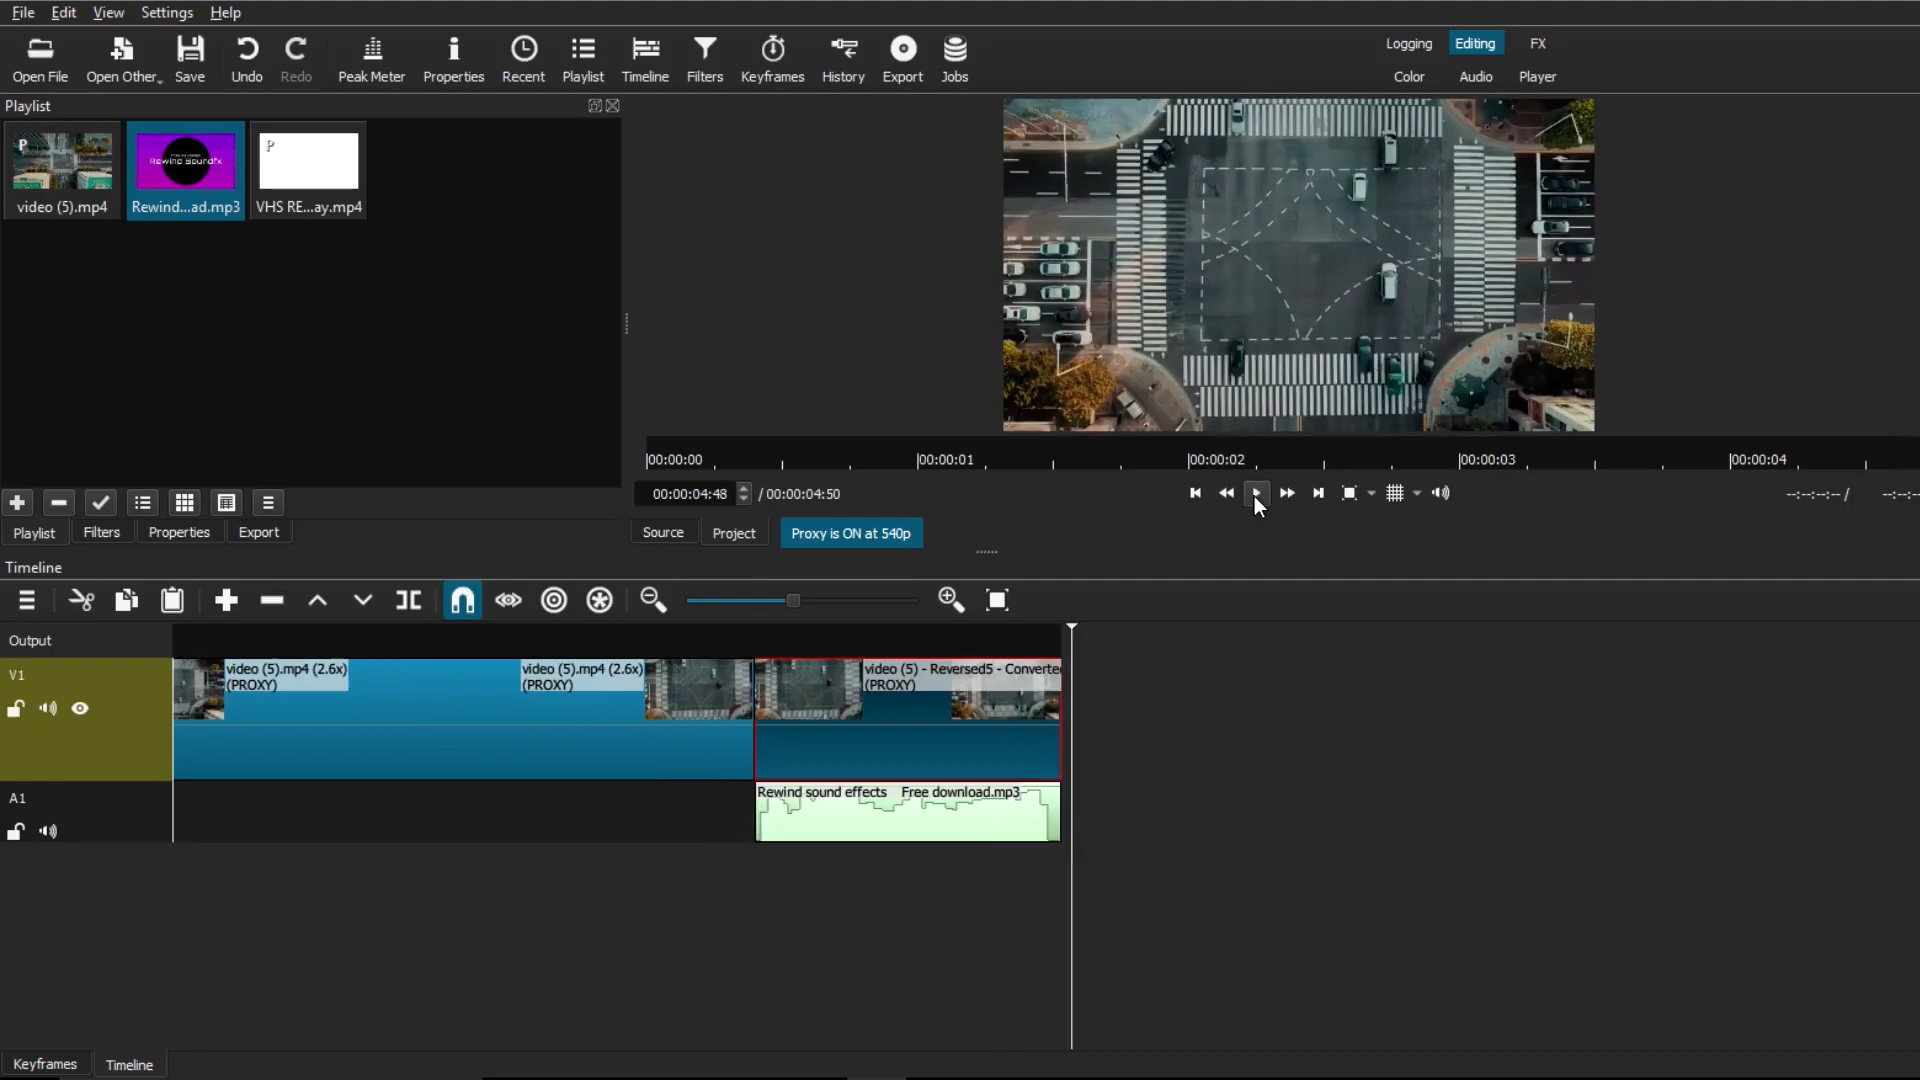 File Edit View Settings Help
Open File Open Other Save Undo Redo Peak Meter Properties Recent Playlist Timeline Filters Keyframes History Export Jobs
Logging Editing FX
Color Audio Player
Playlist
P
Rewind Soundfx
P
video (5).mp4 Rewind...ad.mp3 VHS RE...ay.mp4
|00:00:00 |00:00:01 |00:00:02 |00:00:03 |00:00:04
00:00:04:48 / 00:00:04:50 --:--:--:-- /
Playlist Filters Properties Export
Source Project Proxy is ON at 540p
Timeline
Output
V1
video (5).mp4 (2.6x)
(PROXY)
video (5).mp4 (2.6x)
(PROXY)
video (5) - Reversed5 - Converted
(PROXY)
A1
Rewind sound effects Free download.mp3
Keyframes Timeline